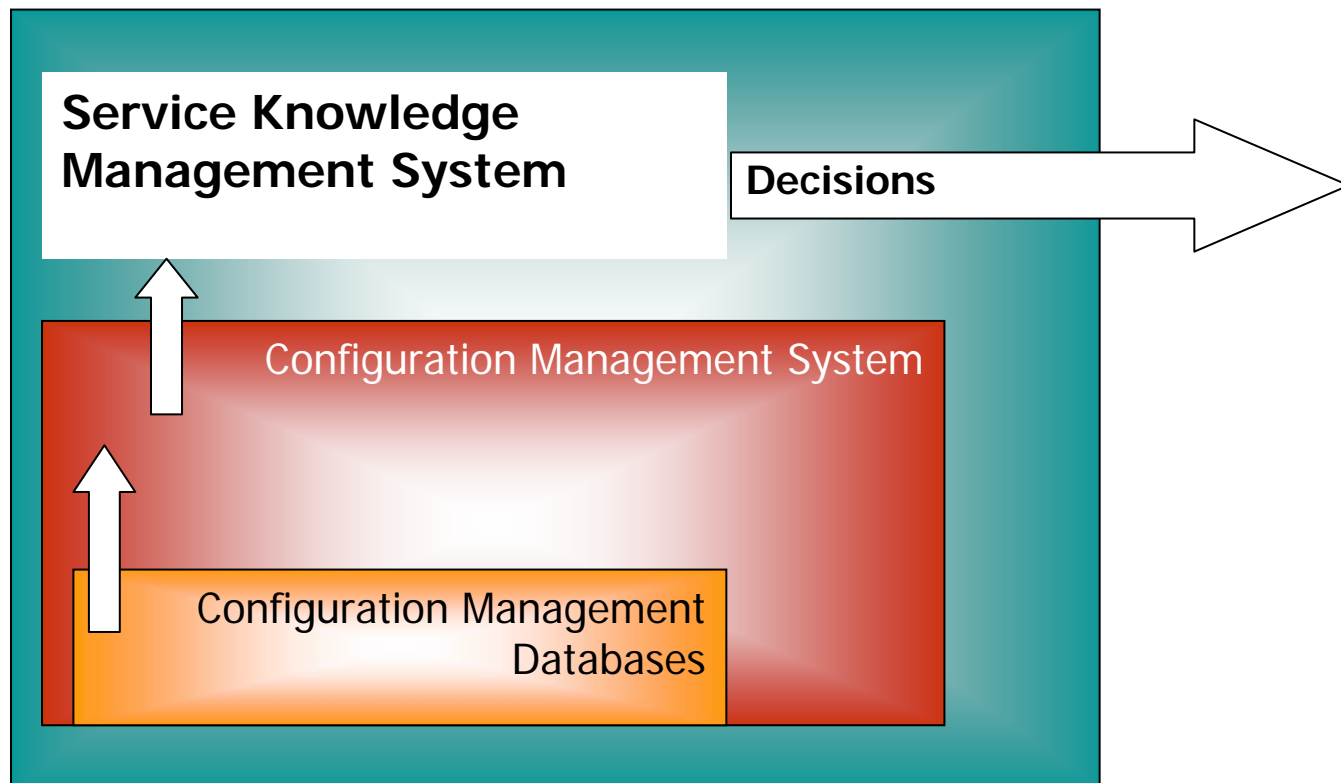 Service Knowledge
Management System
Decisions
Configuration Management System
Configuration Management
Databases